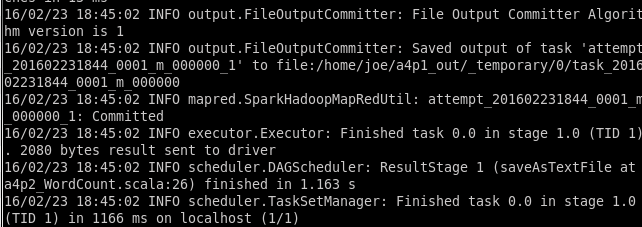 16/02/23 18:45:02 INFO output.FileOutputCommitter: File Output Committer Algorit
hm version is 1
16/02/23 18:45:02 INFO output.FileOutputCommitter: Saved output of task 'attempt
_201602231844_0001_m_000000_1' to file:/home/joe/a4p1_out/_temporary/0/task_2016
02231844_0001_m_000000
16/02/23 18:45:02 INFO mapred.SparkHadoopMapRedUtil: attempt_201602231844_0001_m
_000000_1: Committed
16/02/23 18:45:02 INFO executor.Executor: Finished task 0.0 in stage 1.0 (TID 1)
. 2080 bytes result sent to driver
16/02/23 18:45:02 INFO scheduler.DAGScheduler: ResultStage 1 (saveAsTextFile at
a4p2_WordCount.scala:26) finished in 1.163 s
16/02/23 18:45:02 INFO scheduler.TaskSetManager: Finished task 0.0 in stage 1.0
(TID 1) in 1166 ms on localhost (1/1)